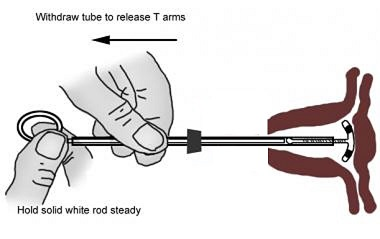 Withdraw tube to release T arms
Hold solid white rod steady